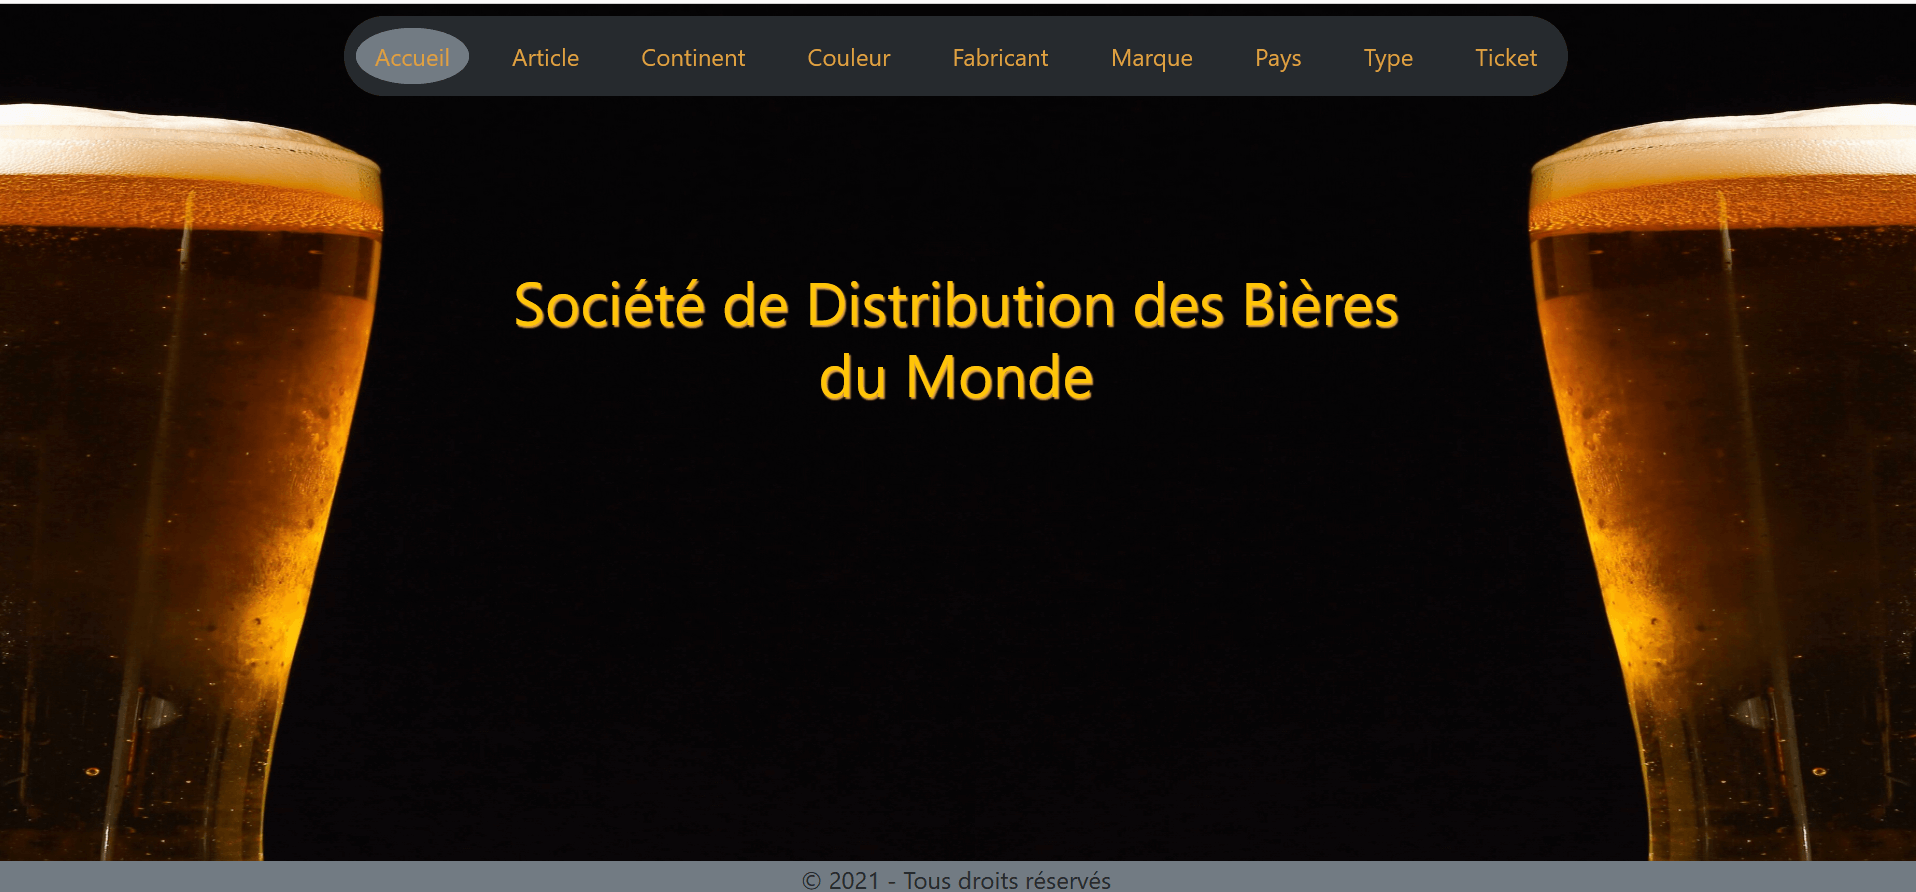 Accueil Article Continent Couleur Fabricant Marque Pays Type Ticket
Société de Distribution des Bières
du Monde
© 2021 - Tous droits réservés